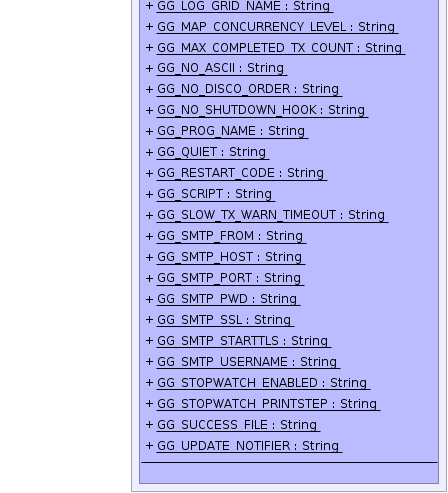 + GG_LOG_GRID_NAME : String
+ GG_MAP_CONCURRENCY_LEVEL : String
+ GG_MAX_COMPLETED_TX_COUNT : String
+ GG_NO_ASCII : String
+ GG_NO_DISCO_ORDER : String
+ GG_NO_SHUTDOWN_HOOK : String
+ GG_PROG_NAME : String
+ GG_QUIET : String
+ GG_RESTART_CODE : String
+ GG_SCRIPT : String
+ GG_SLOW_TX_WARN_TIMEOUT : String
+ GG_SMTP_FROM : String
+ GG_SMTP_HOST : String
+ GG_SMTP_PORT : String
+ GG_SMTP_PWD : String
+ GG_SMTP_SSL : String
+ GG_SMTP_STARTTLS : String
+ GG_SMTP_USERNAME : String
+ GG_STOPWATCH_ENABLED : String
+ GG_STOPWATCH_PRINTSTEP : String
+ GG_SUCCESS_FILE : String
+ GG_UPDATE_NOTIFIER : String